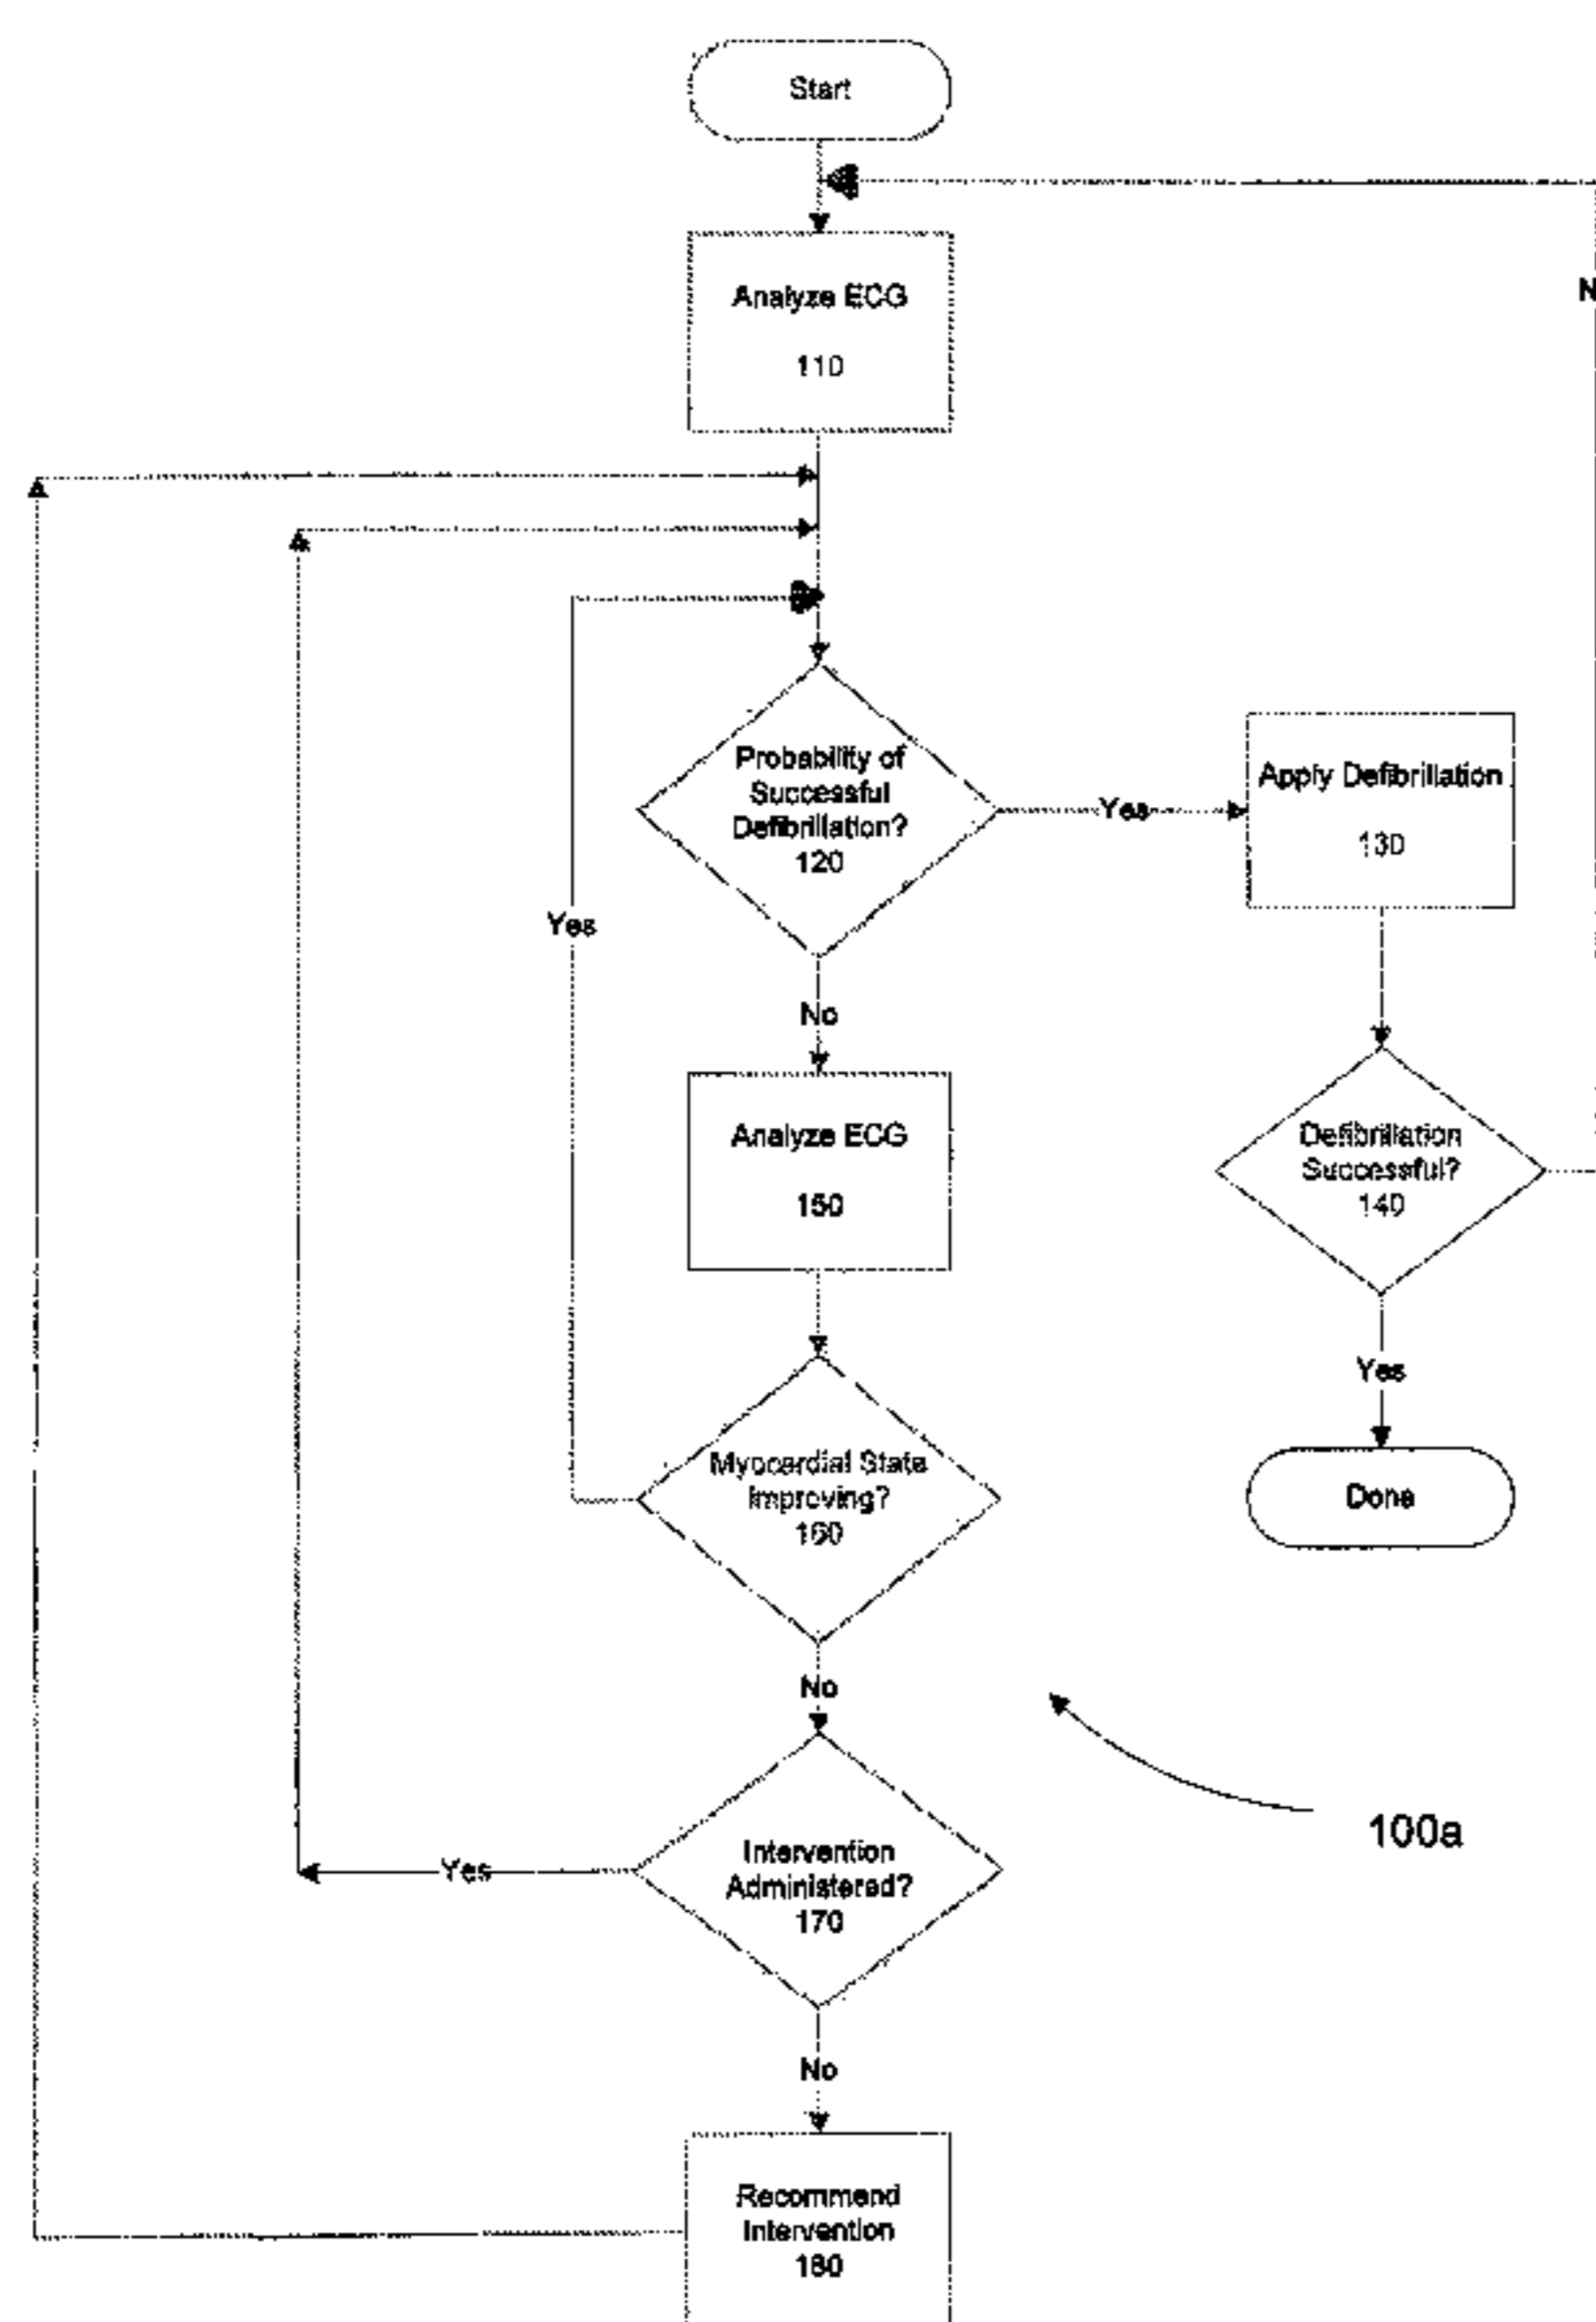 Start
Analyze ECG
110
Probability of
Successful
Defibrillation?
120
Yes
Apply Defibrillation
130
Yes
No
Analyze ECG
150
Defibrillation
Successful?
140
Yes
Done
Myocardial State
Improving?
160
No
Intervention
Administered?
170
Yes
100a
No
Recommend
Intervention
180